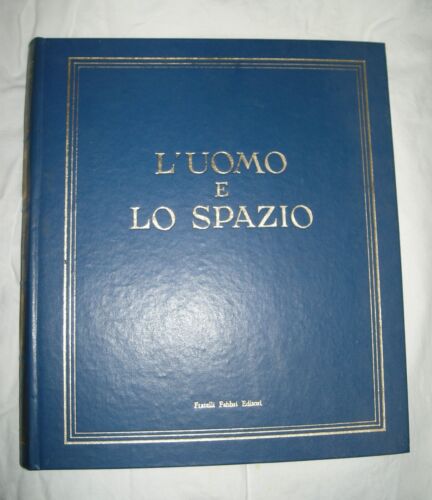 L'UOMO
E
LO SPAZIO
Fratelli Fabbri Editori